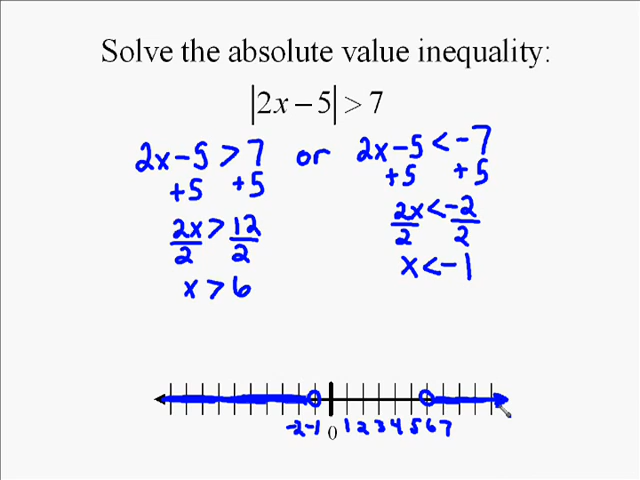 Solve the absolute value inequality:
|2x − 5| > 7
2x−5 > 7 or 2x−5 < −7
+5 +5 +5 +5
2x/2 > 12/2 2x/2 < −2/2
x > 6 x < −1
-2 -1 0 1 2 3 4 5 6 7